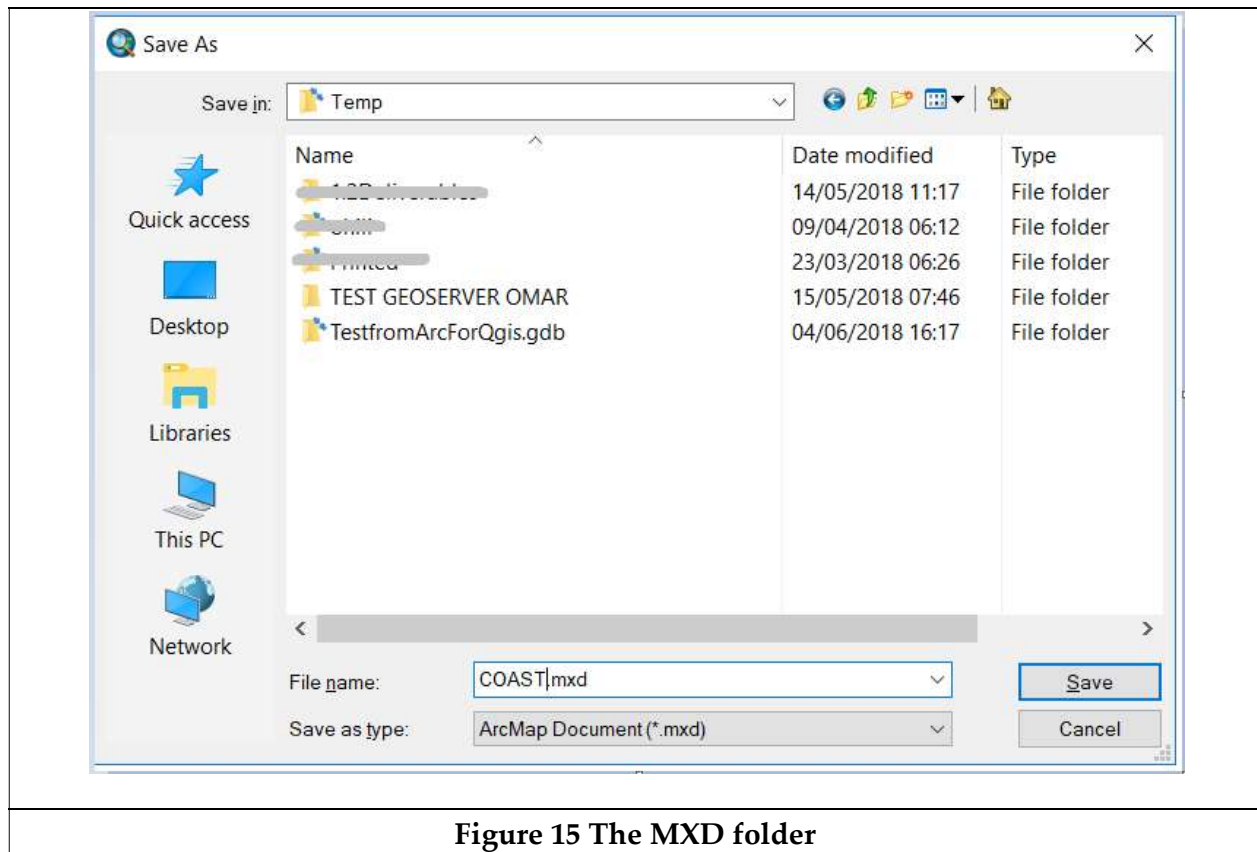 Save As
Save in:
Temp
Name Date modified Type
14/05/2018 11:17 File folder
09/04/2018 06:12 File folder
23/03/2018 06:26 File folder
TEST GEOSERVER OMAR 15/05/2018 07:46 File folder
TestfromArcForQgis.gdb 04/06/2018 16:17 File folder
Quick access
Desktop
Libraries
This PC
Network
File name: COAST.mxd Save
Save as type: ArcMap Document (*.mxd) Cancel
Figure 15 The MXD folder